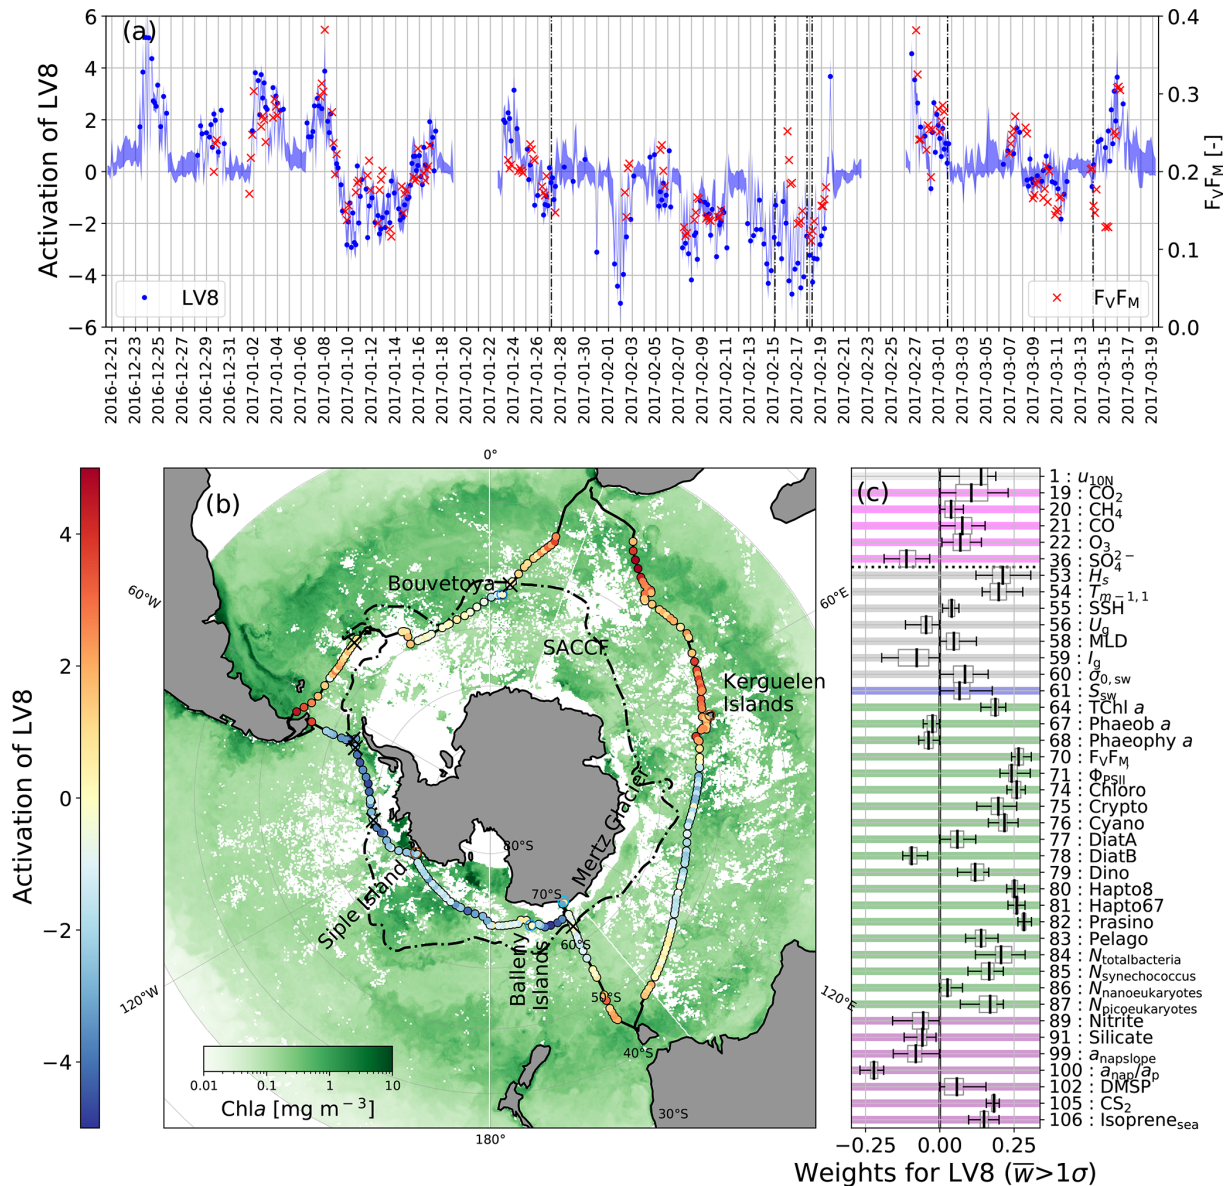 (a)
Activation of LV8
6
4
2
0
−2
−4
−6
0.4
0.3
0.2
0.1
0.0
FVFM [-]
LV8
FVFM
2016-12-21
2016-12-23
2016-12-25
2016-12-27
2016-12-29
2016-12-31
2017-01-02
2017-01-04
2017-01-06
2017-01-08
2017-01-10
2017-01-12
2017-01-14
2017-01-16
2017-01-18
2017-01-20
2017-01-22
2017-01-24
2017-01-26
2017-01-28
2017-01-30
2017-02-01
2017-02-03
2017-02-05
2017-02-07
2017-02-09
2017-02-11
2017-02-13
2017-02-15
2017-02-17
2017-02-19
2017-02-21
2017-02-23
2017-02-25
2017-02-27
2017-03-01
2017-03-03
2017-03-05
2017-03-07
2017-03-09
2017-03-11
2017-03-13
2017-03-15
2017-03-17
2017-03-19
Activation of LV8
4
2
0
−2
−4
(b)
0°
60°W
60°E
120°W
120°E
180°
80°S
70°S
60°S
50°S
40°S
30°S
Bouvetoya
SACCF
Kerguelen
Islands
Mertz Glacier
Siple Island
Balleny
Islands
0.01
0.1
1
10
Chla [mg m⁻³]
(c)
1 : u10N
19 : CO2
20 : CH4
21 : CO
22 : O3
36 : SO4²⁻
53 : Hs
54 : Tm−1,1
55 : SSH
56 : Ug
58 : MLD
59 : Ig
60 : σ0,sw
61 : Ssw
64 : TChl a
67 : Phaeob a
68 : Phaeophy a
70 : FVFM
71 : ΦPSII
74 : Chloro
75 : Crypto
76 : Cyano
77 : DiatA
78 : DiatB
79 : Dino
80 : Hapto8
81 : Hapto67
82 : Prasino
83 : Pelago
84 : Ntotalbacteria
85 : Nsynechococcus
86 : Nnanoeukaryotes
87 : Npicoeukaryotes
89 : Nitrite
91 : Silicate
99 : anapslope
100 : anap/ap
102 : DMSP
105 : CS2
106 : Isoprenesea
−0.25
0.00
0.25
Weights for LV8 (w̅>1σ)